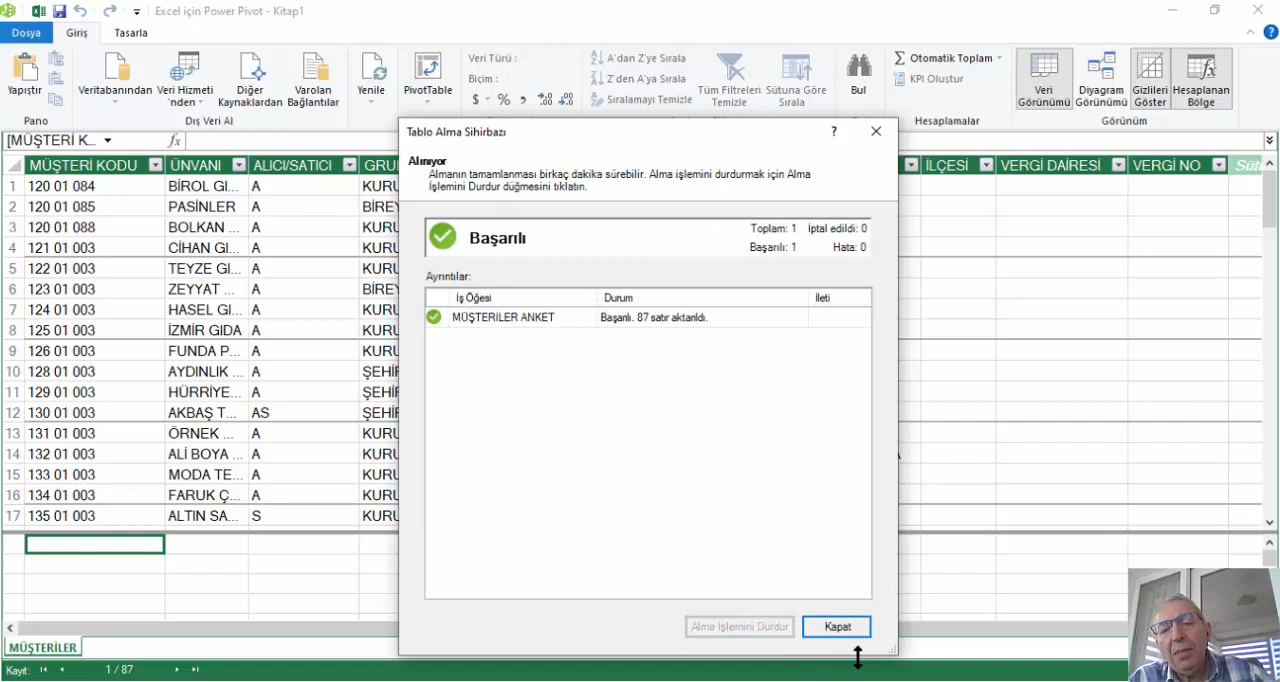 Excel için Power Pivot - Kitap1
Dosya Giriş Tasarla
Yapıştır
Veritabanından
Veri Hizmeti 'nden
Diğer Kaynaklardan
Varolan Bağlantılar
Yenile
PivotTable
Veri Türü :
Biçim :
$ % ,
A'dan Z'ye Sırala
Z'den A'ya Sırala
Sıralamayı Temizle
Tüm Filtreleri Temizle
Sütuna Göre Sırala
Bul
Otomatik Toplam
KPI Oluştur
Veri Görünümü
Diyagram Görünümü
Gizlileri Göster
Hesaplanan Bölge
Pano Dış Veri Al Hesaplamalar Görünüm
[MÜŞTERİ K... fx
MÜŞTERİ KODU ÜNVANI ALICI/SATICI GRU İLÇESİ VERGİ DAİRESİ VERGİ NO Süt
1 120 01 084 BİROL GI... A KURU
2 120 01 085 PASİNLER A BİREY
3 120 01 088 BOLKAN ... A KURU
4 121 01 003 CİHAN GI... A KURU
5 122 01 003 TEYZE GI... A KURU
6 123 01 003 ZEYYAT ... A BİREY
7 124 01 003 HASEL GI... A KURU
8 125 01 003 İZMİR GIDA A KURU
9 126 01 003 FUNDA P... A KURU
10 128 01 003 AYDINLIK ... A ŞEHİF
11 129 01 003 HÜRRİYE... A KURU
12 130 01 003 AKBAŞ T... AS ŞEHİF
13 131 01 003 ÖRNEK ... A KURU
14 132 01 003 ALİ BOYA ... A KURU
15 133 01 003 MODA TE... A KURU
16 134 01 003 FARUK Ç... A KURU
17 135 01 003 ALTIN SA... S KURU
Tablo Alma Sihirbazı ?
Alınıyor
Almanın tamamlanması birkaç dakika sürebilir. Alma işlemini durdurmak için Alma
İşlemini Durdur düğmesini tıklatın.
Başarılı
Toplam: 1 İptal edildi: 0
Başarılı: 1 Hata: 0
Ayrıntılar:
İş Öğesi Durum İleti
MÜŞTERİLER ANKET Başarılı. 87 satır aktarıldı.
Alma İşlemini Durdur Kapat
MÜŞTERİLER
Kayıt: 1 / 87